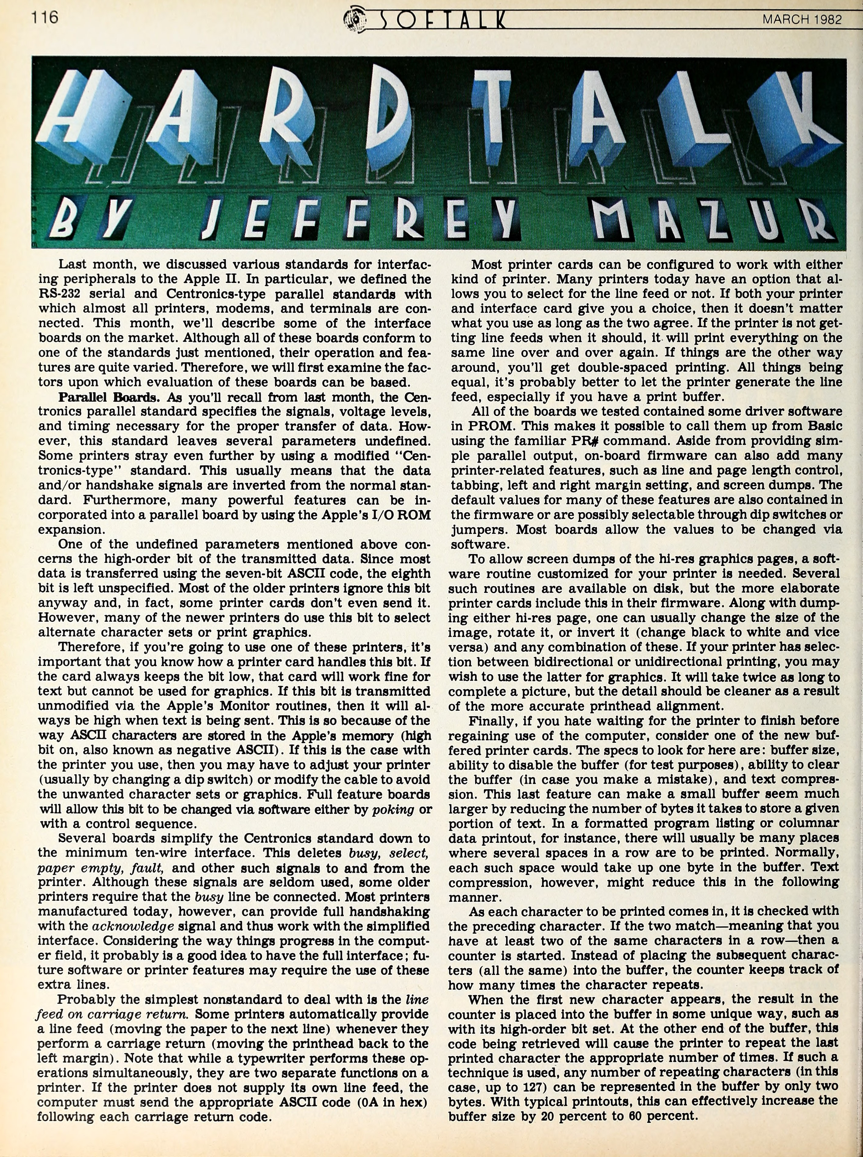 116
SOFTALK
MARCH 1982
HARDTALK
BY JEFFREY MAZUR
Last month, we discussed various standards for interfac-
ing peripherals to the Apple II. In particular, we defined the
RS-232 serial and Centronics-type parallel standards with
which almost all printers, modems, and terminals are con-
nected. This month, we'll describe some of the interface
boards on the market. Although all of these boards conform to
one of the standards just mentioned, their operation and fea-
tures are quite varied. Therefore, we will first examine the fac-
tors upon which evaluation of these boards can be based.
Parallel Boards. As you'll recall from last month, the Cen-
tronics parallel standard specifies the signals, voltage levels,
and timing necessary for the proper transfer of data. How-
ever, this standard leaves several parameters undefined.
Some printers stray even further by using a modified "Cen-
tronics-type" standard. This usually means that the data
and/or handshake signals are inverted from the normal stan-
dard. Furthermore, many powerful features can be in-
corporated into a parallel board by using the Apple's I/O ROM
expansion.
One of the undefined parameters mentioned above con-
cerns the high-order bit of the transmitted data. Since most
data is transferred using the seven-bit ASCII code, the eighth
bit is left unspecified. Most of the older printers ignore this bit
anyway and, in fact, some printer cards don't even send it.
However, many of the newer printers do use this bit to select
alternate character sets or print graphics.
Therefore, if you're going to use one of these printers, it's
important that you know how a printer card handles this bit. If
the card always keeps the bit low, that card will work fine for
text but cannot be used for graphics. If this bit is transmitted
unmodified via the Apple's Monitor routines, then it will al-
ways be high when text is being sent. This is so because of the
way ASCII characters are stored in the Apple's memory (high
bit on, also known as negative ASCII). If this is the case with
the printer you use, then you may have to adjust your printer
(usually by changing a dip switch) or modify the cable to avoid
the unwanted character sets or graphics. Full feature boards
will allow this bit to be changed via software either by poking or
with a control sequence.
Several boards simplify the Centronics standard down to
the minimum ten-wire interface. This deletes busy, select,
paper empty, fault, and other such signals to and from the
printer. Although these signals are seldom used, some older
printers require that the busy line be connected. Most printers
manufactured today, however, can provide full handshaking
with the acknowledge signal and thus work with the simplified
interface. Considering the way things progress in the comput-
er field, it probably is a good idea to have the full interface; fu-
ture software or printer features may require the use of these
extra lines.
Probably the simplest nonstandard to deal with is the line
feed on carriage return. Some printers automatically provide
a line feed (moving the paper to the next line) whenever they
perform a carriage return (moving the printhead back to the
left margin). Note that while a typewriter performs these op-
erations simultaneously, they are two separate functions on a
printer. If the printer does not supply its own line feed, the
computer must send the appropriate ASCII code (0A in hex)
following each carriage return code.
Most printer cards can be configured to work with either
kind of printer. Many printers today have an option that al-
lows you to select for the line feed or not. If both your printer
and interface card give you a choice, then it doesn't matter
what you use as long as the two agree. If the printer is not get-
ting line feeds when it should, it will print everything on the
same line over and over again. If things are the other way
around, you'll get double-spaced printing. All things being
equal, it's probably better to let the printer generate the line
feed, especially if you have a print buffer.
All of the boards we tested contained some driver software
in PROM. This makes it possible to call them up from Basic
using the familiar PR# command. Aside from providing sim-
ple parallel output, on-board firmware can also add many
printer-related features, such as line and page length control,
tabbing, left and right margin setting, and screen dumps. The
default values for many of these features are also contained in
the firmware or are possibly selectable through dip switches or
jumpers. Most boards allow the values to be changed via
software.
To allow screen dumps of the hi-res graphics pages, a soft-
ware routine customized for your printer is needed. Several
such routines are available on disk, but the more elaborate
printer cards include this in their firmware. Along with dump-
ing either hi-res page, one can usually change the size of the
image, rotate it, or invert it (change black to white and vice
versa) and any combination of these. If your printer has selec-
tion between bidirectional or unidirectional printing, you may
wish to use the latter for graphics. It will take twice as long to
complete a picture, but the detail should be cleaner as a result
of the more accurate printhead alignment.
Finally, if you hate waiting for the printer to finish before
regaining use of the computer, consider one of the new buf-
fered printer cards. The specs to look for here are: buffer size,
ability to disable the buffer (for test purposes), ability to clear
the buffer (in case you make a mistake), and text compres-
sion. This last feature can make a small buffer seem much
larger by reducing the number of bytes it takes to store a given
portion of text. In a formatted program listing or columnar
data printout, for instance, there will usually be many places
where several spaces in a row are to be printed. Normally,
each such space would take up one byte in the buffer. Text
compression, however, might reduce this in the following
manner.
As each character to be printed comes in, it is checked with
the preceding character. If the two match—meaning that you
have at least two of the same characters in a row—then a
counter is started. Instead of placing the subsequent charac-
ters (all the same) into the buffer, the counter keeps track of
how many times the character repeats.
When the first new character appears, the result in the
counter is placed into the buffer in some unique way, such as
with its high-order bit set. At the other end of the buffer, this
code being retrieved will cause the printer to repeat the last
printed character the appropriate number of times. If such a
technique is used, any number of repeating characters (in this
case, up to 127) can be represented in the buffer by only two
bytes. With typical printouts, this can effectively increase the
buffer size by 20 percent to 60 percent.